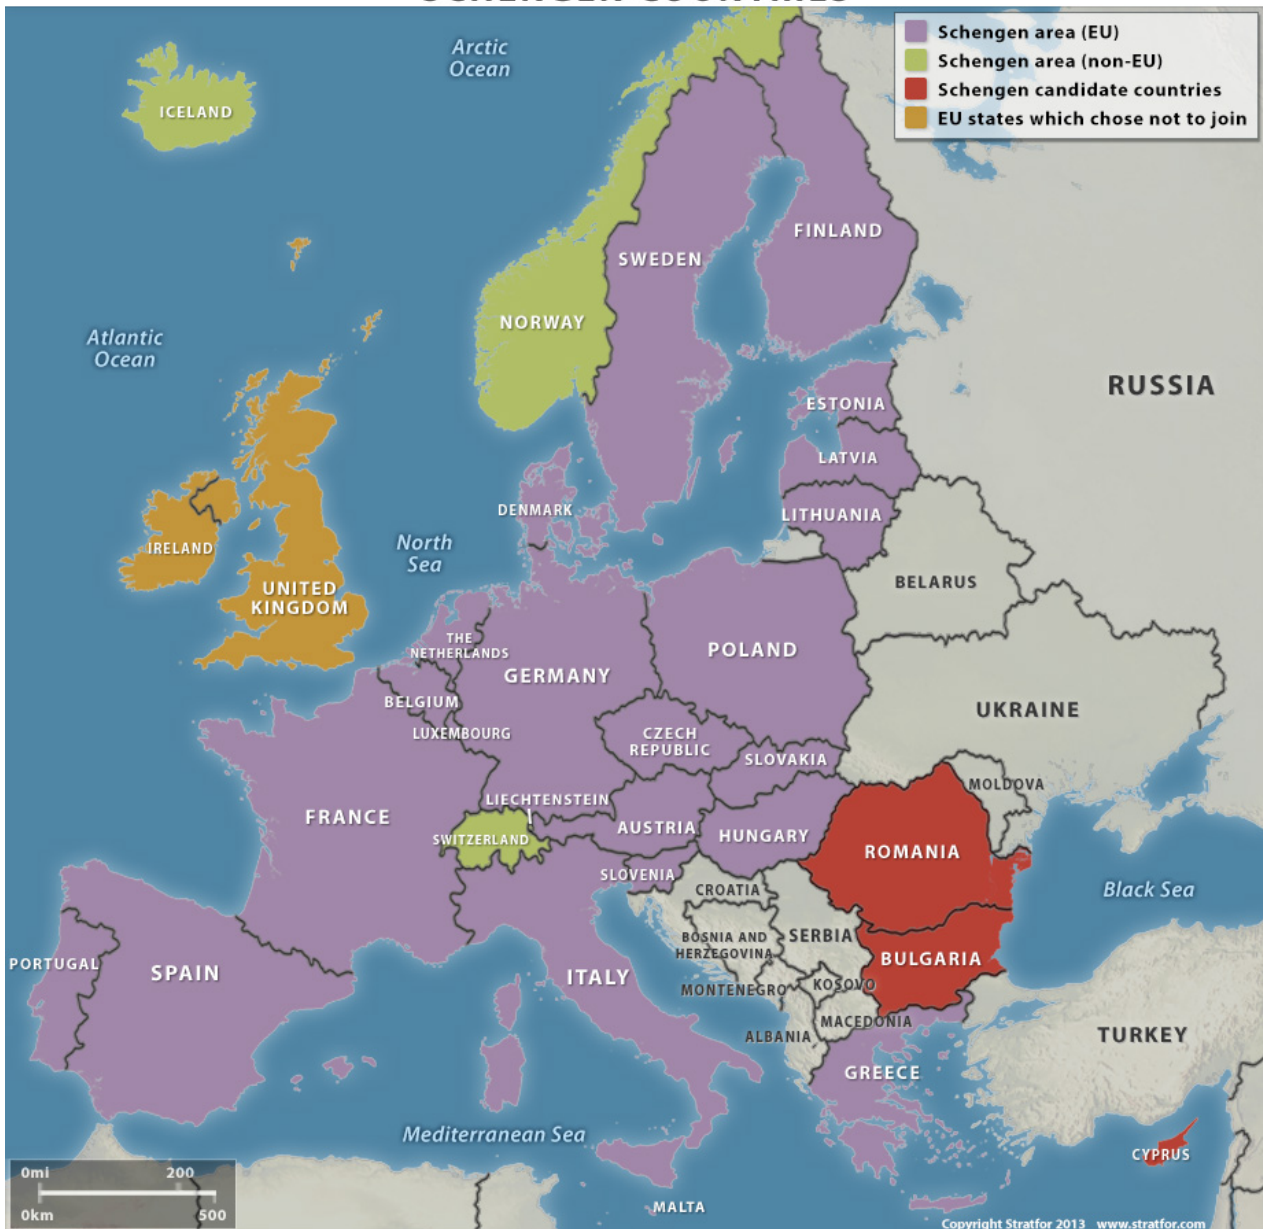 Schengen area (EU)
Schengen area (non-EU)
Schengen candidate countries
EU states which chose not to join
Arctic
Ocean
ICELAND
FINLAND
SWEDEN
NORWAY
Atlantic
Ocean
RUSSIA
ESTONIA
LATVIA
DENMARK
LITHUANIA
North
Sea
IRELAND
UNITED
KINGDOM
BELARUS
THE
NETHERLANDS
POLAND
GERMANY
BELGIUM
UKRAINE
LUXEMBOURG
CZECH
REPUBLIC
SLOVAKIA
MOLDOVA
LIECHTENSTEIN
FRANCE
AUSTRIA
HUNGARY
SWITZERLAND
ROMANIA
SLOVENIA
CROATIA
Black Sea
BOSNIA AND
HERZEGOVINA
SERBIA
BULGARIA
PORTUGAL
SPAIN
ITALY
MONTENEGRO
KOSOVO
MACEDONIA
ALBANIA
TURKEY
GREECE
Mediterranean Sea
CYPRUS
0mi 200
0km 500
MALTA
Copyright Stratfor 2013 www.stratfor.com